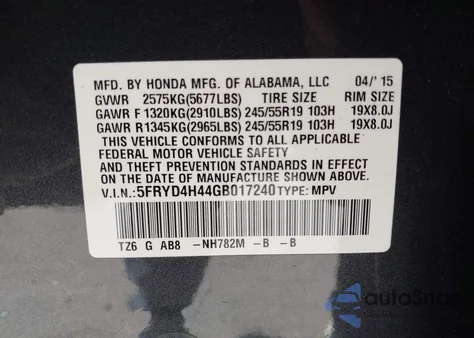 MFD. BY HONDA MFG. OF ALABAMA, LLC 04/'15
GVWR 2575KG(5677LBS) TIRE SIZE RIM SIZE
GAWR F 1320KG(2910LBS) 245/55R19 103H 19X8.0J
GAWR R1345KG(2965LBS) 245/55R19 103H 19X8.0J
THIS VEHICLE CONFORMS TO ALL APPLICABLE
FEDERAL MOTOR VEHICLE SAFETY
AND THEFT PREVENTION STANDARDS IN EFFECT
ON THE DATE OF MANUFACTURE SHOWN ABOVE.
V.I.N.:5FRYD4H44GB017240 TYPE: MPV
TZ6 G AB8 -NH782M -B -B